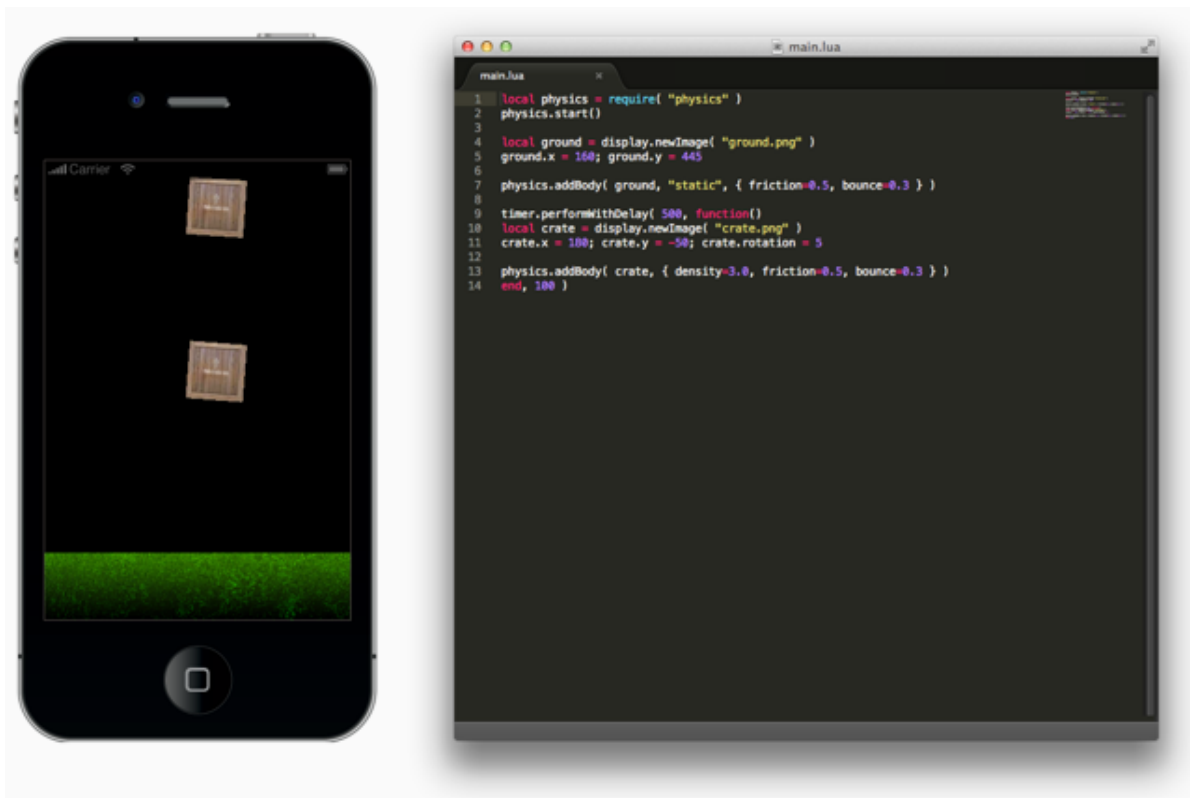 Carrier
main.lua
main.lua
1 local physics = require( "physics" )
2 physics.start()
3
4 local ground = display.newImage( "ground.png" )
5 ground.x = 160; ground.y = 445
6
7 physics.addBody( ground, "static", { friction=0.5, bounce=0.3 } )
8
9 timer.performWithDelay( 500, function()
10 local crate = display.newImage( "crate.png" )
11 crate.x = 180; crate.y = -50; crate.rotation = 5
12
13 physics.addBody( crate, { density=3.0, friction=0.5, bounce=0.3 } )
14 end, 100 )